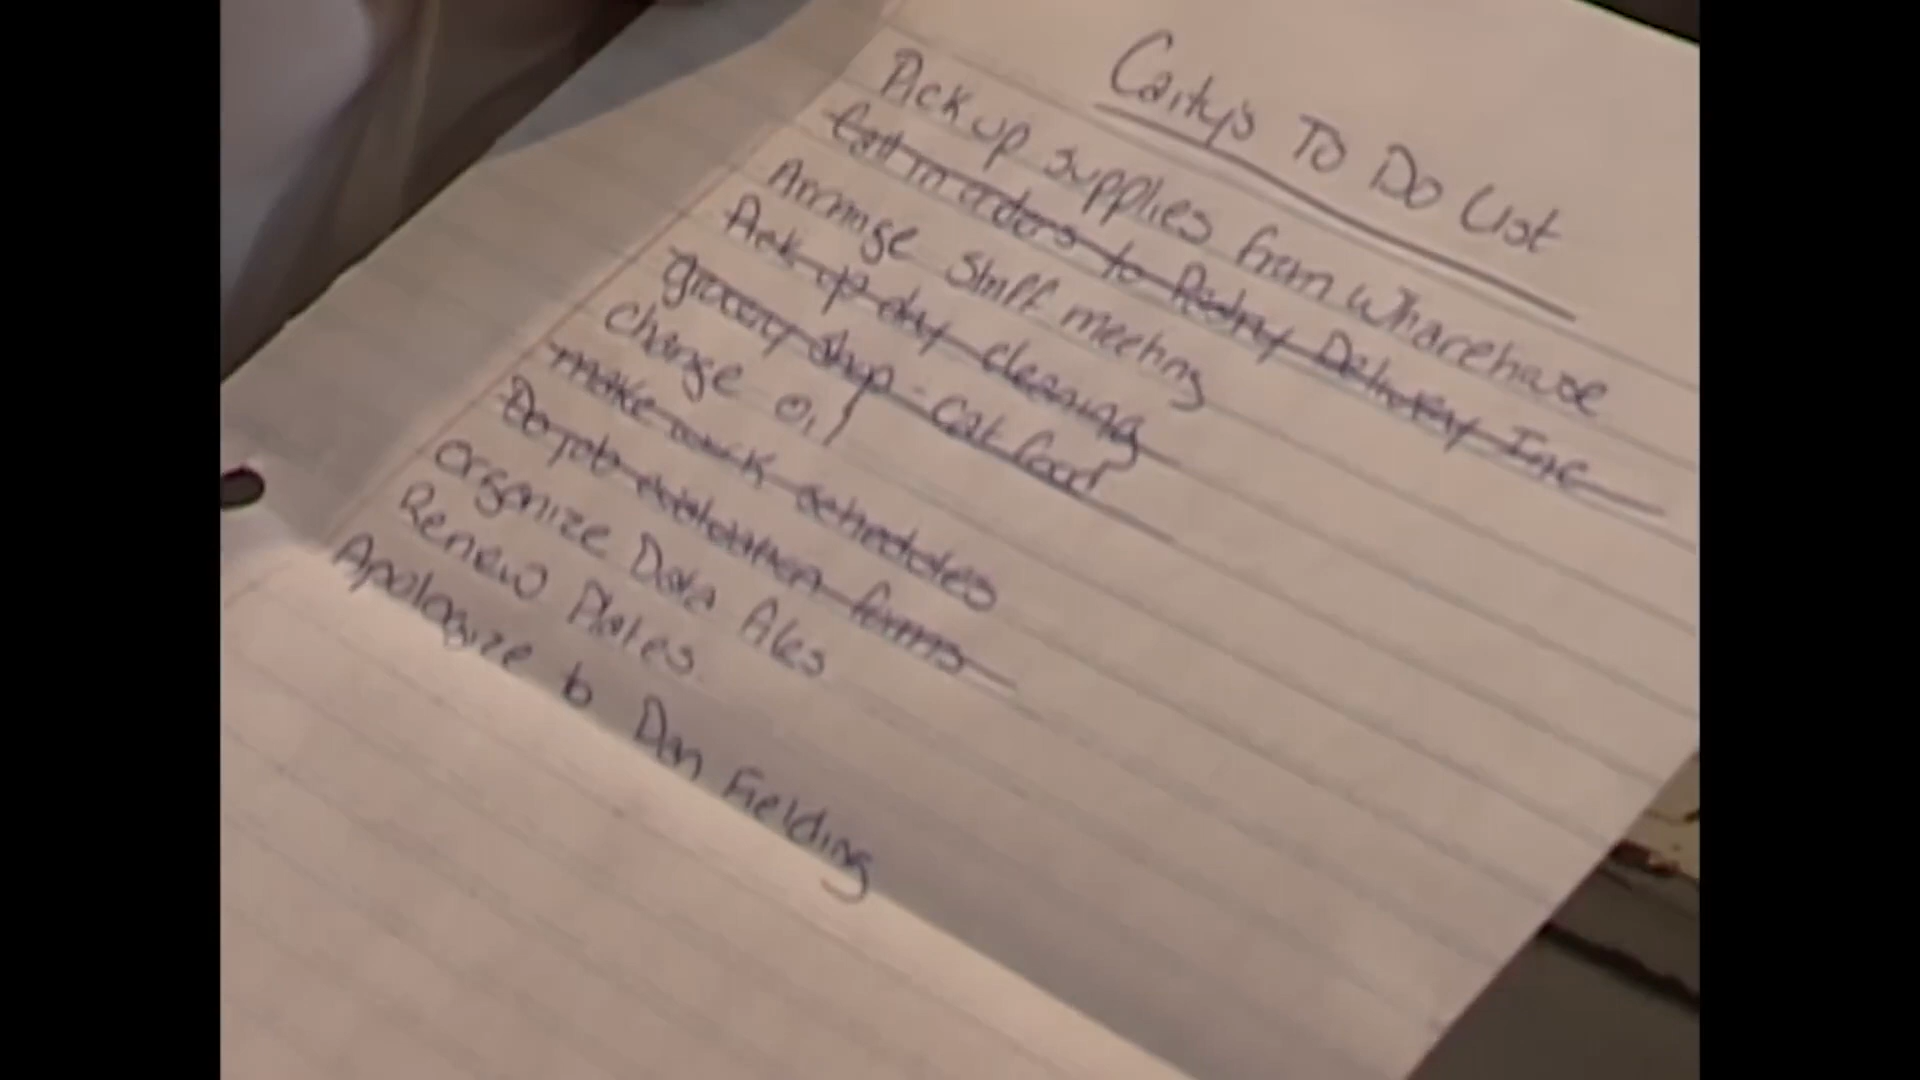 Carly's To Do List
Pick up supplies from wharehouse
Call in orders to Pastry Delivery Inc
Arrange Staff meeting
Pick up dry cleaning
grocery shop - cat food
change oil
make work schedules
Do job evaluation forms
organize Data files
Renew Plates
Apologize to Dan Fielding